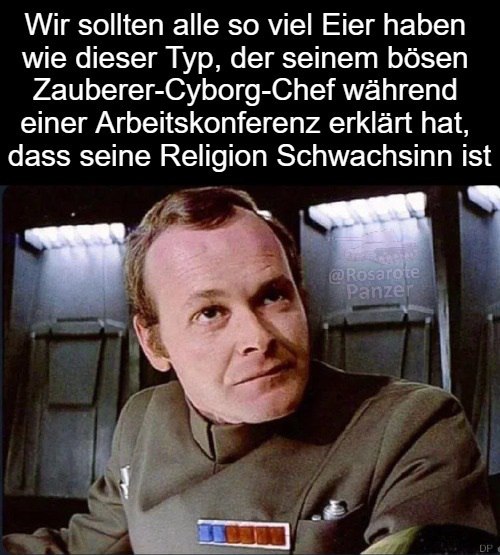 Wir sollten alle so viel Eier haben
wie dieser Typ, der seinem bösen
Zauberer-Cyborg-Chef während
einer Arbeitskonferenz erklärt hat,
dass seine Religion Schwachsinn ist
@Rosarote
Panzer
DP